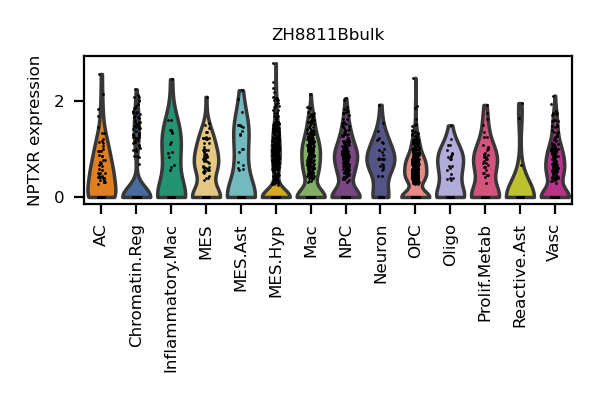 ZH8811Bbulk
NPTXR expression
2
0
AC
Chromatin.Reg
Inflammatory.Mac
MES
MES.Ast
MES.Hyp
Mac
NPC
Neuron
OPC
Oligo
Prolif.Metab
Reactive.Ast
Vasc